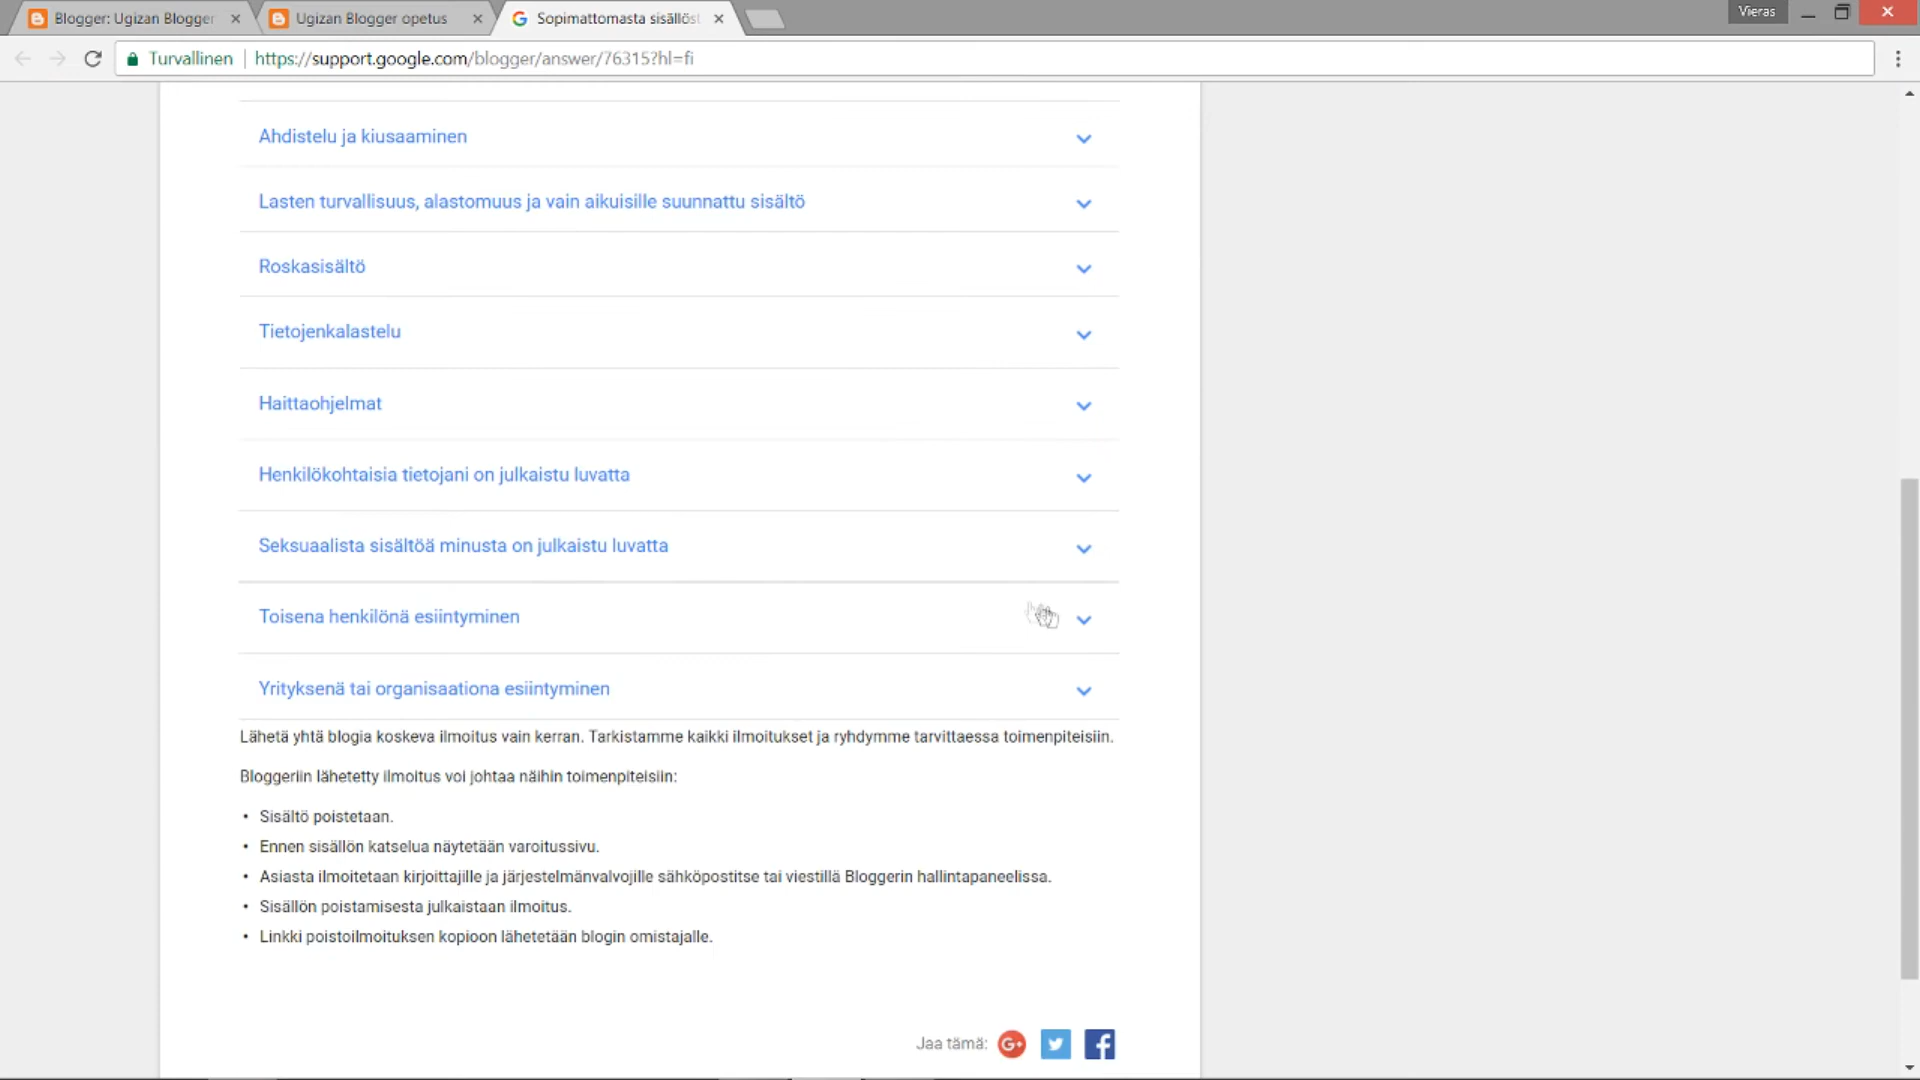 Blogger: Ugizan Blogger
Ugizan Blogger opetus
Sopimattomasta sisällöst
Vieras
Turvallinen
https://support.google.com/blogger/answer/76315?hl=fi
Ahdistelu ja kiusaaminen
Lasten turvallisuus, alastomuus ja vain aikuisille suunnattu sisältö
Roskasisältö
Tietojenkalastelu
Haittaohjelmat
Henkilökohtaisia tietojani on julkaistu luvatta
Seksuaalista sisältöä minusta on julkaistu luvatta
Toisena henkilönä esiintyminen
Yrityksenä tai organisaationa esiintyminen
Lähetä yhtä blogia koskeva ilmoitus vain kerran. Tarkistamme kaikki ilmoitukset ja ryhdymme tarvittaessa toimenpiteisiin.
Bloggeriin lähetetty ilmoitus voi johtaa näihin toimenpiteisiin:
• Sisältö poistetaan.
• Ennen sisällön katselua näytetään varoitussivu.
• Asiasta ilmoitetaan kirjoittajille ja järjestelmänvalvojille sähköpostitse tai viestillä Bloggerin hallintapaneelissa.
• Sisällön poistamisesta julkaistaan ilmoitus.
• Linkki poistoilmoituksen kopioon lähetetään blogin omistajalle.
Jaa tämä:
G+